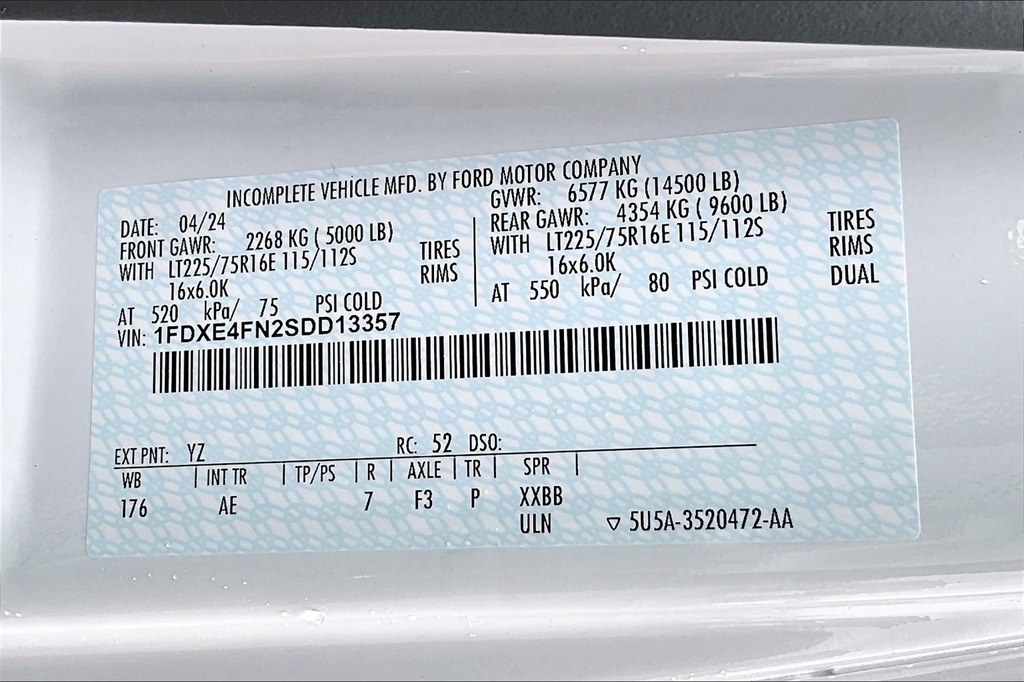 INCOMPLETE VEHICLE MFD. BY FORD MOTOR COMPANY
DATE: 04/24
FRONT GAWR: 2268 KG ( 5000 LB)
WITH LT225/75R16E 115/112S TIRES
16x6.0K RIMS
AT 520 kPa/ 75 PSI COLD
GVWR: 6577 KG (14500 LB)
REAR GAWR: 4354 KG ( 9600 LB)
WITH LT225/75R16E 115/112S TIRES
16x6.0K RIMS
AT 550 kPa/ 80 PSI COLD DUAL
VIN: 1FDXE4FN2SDD13357
EXT PNT: YZ RC: 52 DSO:
WB | INT TR | TP/PS | R | AXLE | TR | SPR |
176 AE 7 F3 P XXBB
ULN ▽ 5U5A-3520472-AA